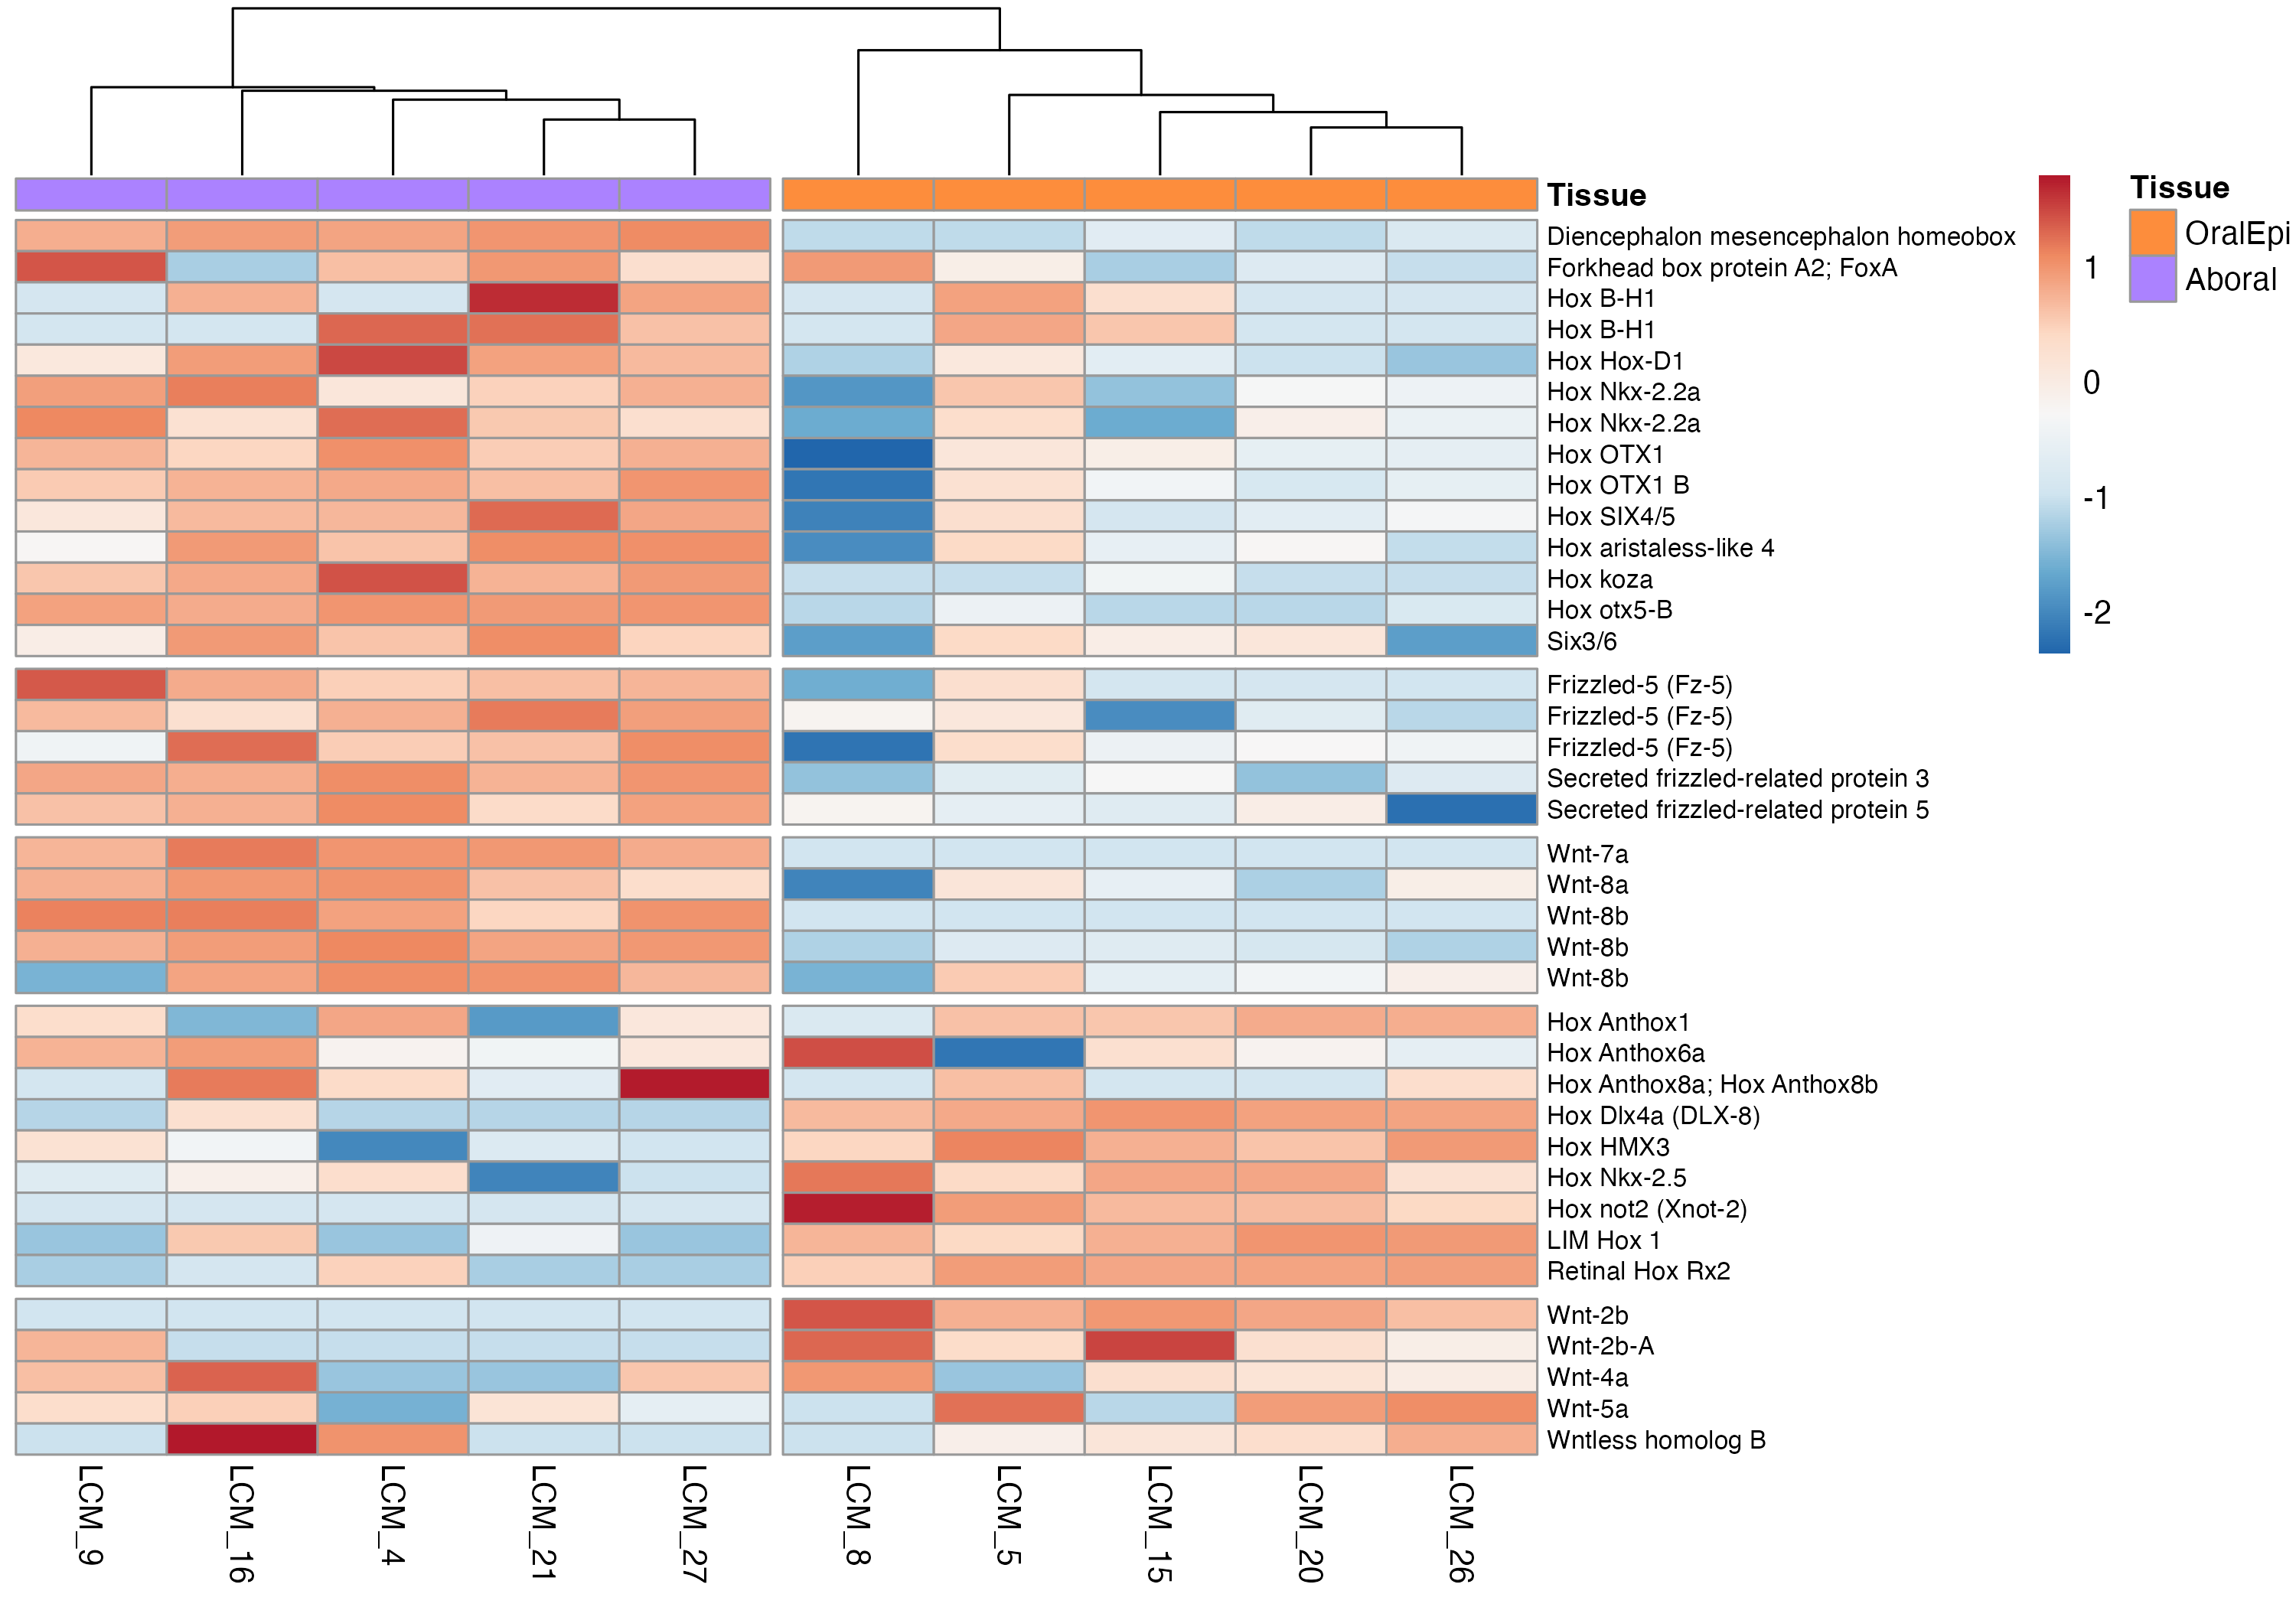 Tissue
Diencephalon mesencephalon homeobox
Forkhead box protein A2; FoxA
Hox B-H1
Hox B-H1
Hox Hox-D1
Hox Nkx-2.2a
Hox Nkx-2.2a
Hox OTX1
Hox OTX1 B
Hox SIX4/5
Hox aristaless-like 4
Hox koza
Hox otx5-B
Six3/6
Frizzled-5 (Fz-5)
Frizzled-5 (Fz-5)
Frizzled-5 (Fz-5)
Secreted frizzled-related protein 3
Secreted frizzled-related protein 5
Wnt-7a
Wnt-8a
Wnt-8b
Wnt-8b
Wnt-8b
Hox Anthox1
Hox Anthox6a
Hox Anthox8a; Hox Anthox8b
Hox Dlx4a (DLX-8)
Hox HMX3
Hox Nkx-2.5
Hox not2 (Xnot-2)
LIM Hox 1
Retinal Hox Rx2
Wnt-2b
Wnt-2b-A
Wnt-4a
Wnt-5a
Wntless homolog B
LCM_9
LCM_16
LCM_4
LCM_21
LCM_27
LCM_8
LCM_5
LCM_15
LCM_20
LCM_26
1
0
-1
-2
Tissue
OralEpi
Aboral